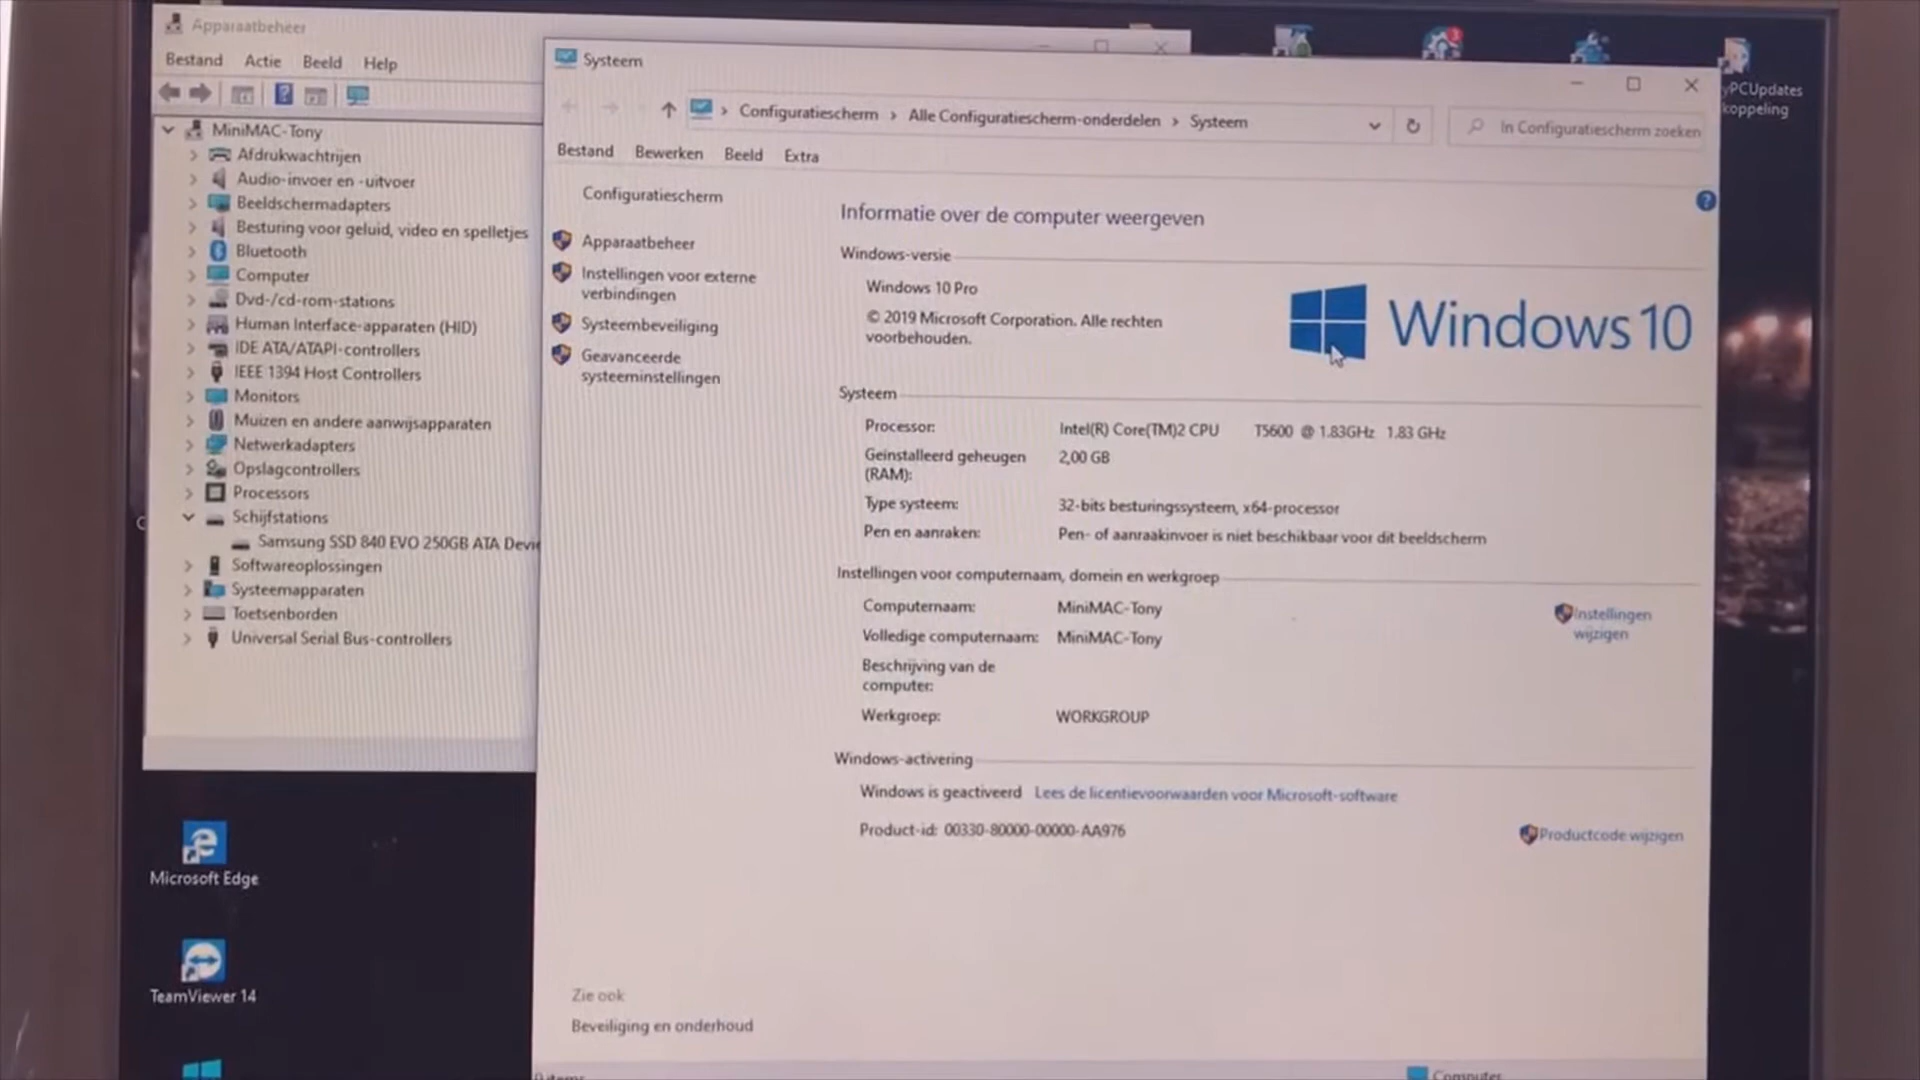 Apparaatbeheer
Bestand Actie Beeld Help
MiniMAC-Tony
Afdrukwachtrijen
Audio-invoer en -uitvoer
Beeldschermadapters
Besturing voor geluid, video en spelletjes
Bluetooth
Computer
Dvd-/cd-rom-stations
Human Interface-apparaten (HID)
IDE ATA/ATAPI-controllers
IEEE 1394 Host Controllers
Monitors
Muizen en andere aanwijsapparaten
Netwerkadapters
Opslagcontrollers
Processors
Schijfstations
Samsung SSD 840 EVO 250GB ATA Devi
Softwareoplossingen
Systeemapparaten
Toetsenborden
Universal Serial Bus-controllers
Microsoft Edge
TeamViewer 14
Systeem
Configuratiescherm > Alle Configuratiescherm-onderdelen > Systeem
In Configuratiescherm zoeken
Bestand Bewerken Beeld Extra
Configuratiescherm
Apparaatbeheer
Instellingen voor externe
verbindingen
Systeembeveiliging
Geavanceerde
systeeminstellingen
Zie ook
Beveiliging en onderhoud
Informatie over de computer weergeven
Windows-versie
Windows 10 Pro
© 2019 Microsoft Corporation. Alle rechten
voorbehouden.
Windows 10
Systeem
Processor: Intel(R) Core(TM)2 CPU T5600 @ 1.83GHz 1.83 GHz
Geïnstalleerd geheugen 2,00 GB
(RAM):
Type systeem: 32-bits besturingssysteem, x64-processor
Pen en aanraken: Pen- of aanraakinvoer is niet beschikbaar voor dit beeldscherm
Instellingen voor computernaam, domein en werkgroep
Computernaam: MiniMAC-Tony
Instellingen
wijzigen
Volledige computernaam: MiniMAC-Tony
Beschrijving van de
computer:
Werkgroep: WORKGROUP
Windows-activering
Windows is geactiveerd Lees de licentievoorwaarden voor Microsoft-software
Product-id: 00330-80000-00000-AA976
Productcode wijzigen
Computer
yPCUpdates
koppeling
3